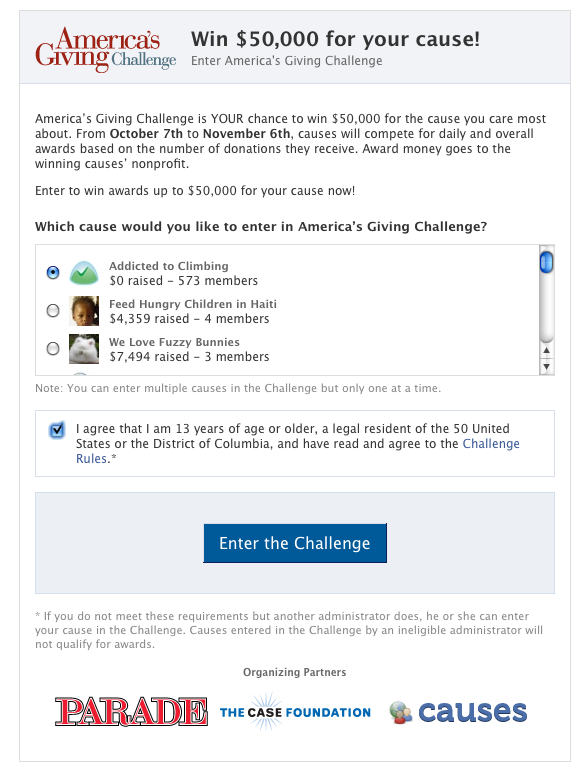 America's
Giving Challenge
Win $50,000 for your cause!
Enter America's Giving Challenge
America's Giving Challenge is YOUR chance to win $50,000 for the cause you care most
about. From October 7th to November 6th, causes will compete for daily and overall
awards based on the number of donations they receive. Award money goes to the
winning causes' nonprofit.
Enter to win awards up to $50,000 for your cause now!
Which cause would you like to enter in America's Giving Challenge?
Addicted to Climbing
$0 raised – 573 members
Feed Hungry Children in Haiti
$4,359 raised – 4 members
We Love Fuzzy Bunnies
$7,494 raised – 3 members
Note: You can enter multiple causes in the Challenge but only one at a time.
I agree that I am 13 years of age or older, a legal resident of the 50 United
States or the District of Columbia, and have read and agree to the Challenge
Rules.*
Enter the Challenge
* If you do not meet these requirements but another administrator does, he or she can enter
your cause in the Challenge. Causes entered in the Challenge by an ineligible administrator will
not qualify for awards.
Organizing Partners
PARADE THE CASE FOUNDATION causes